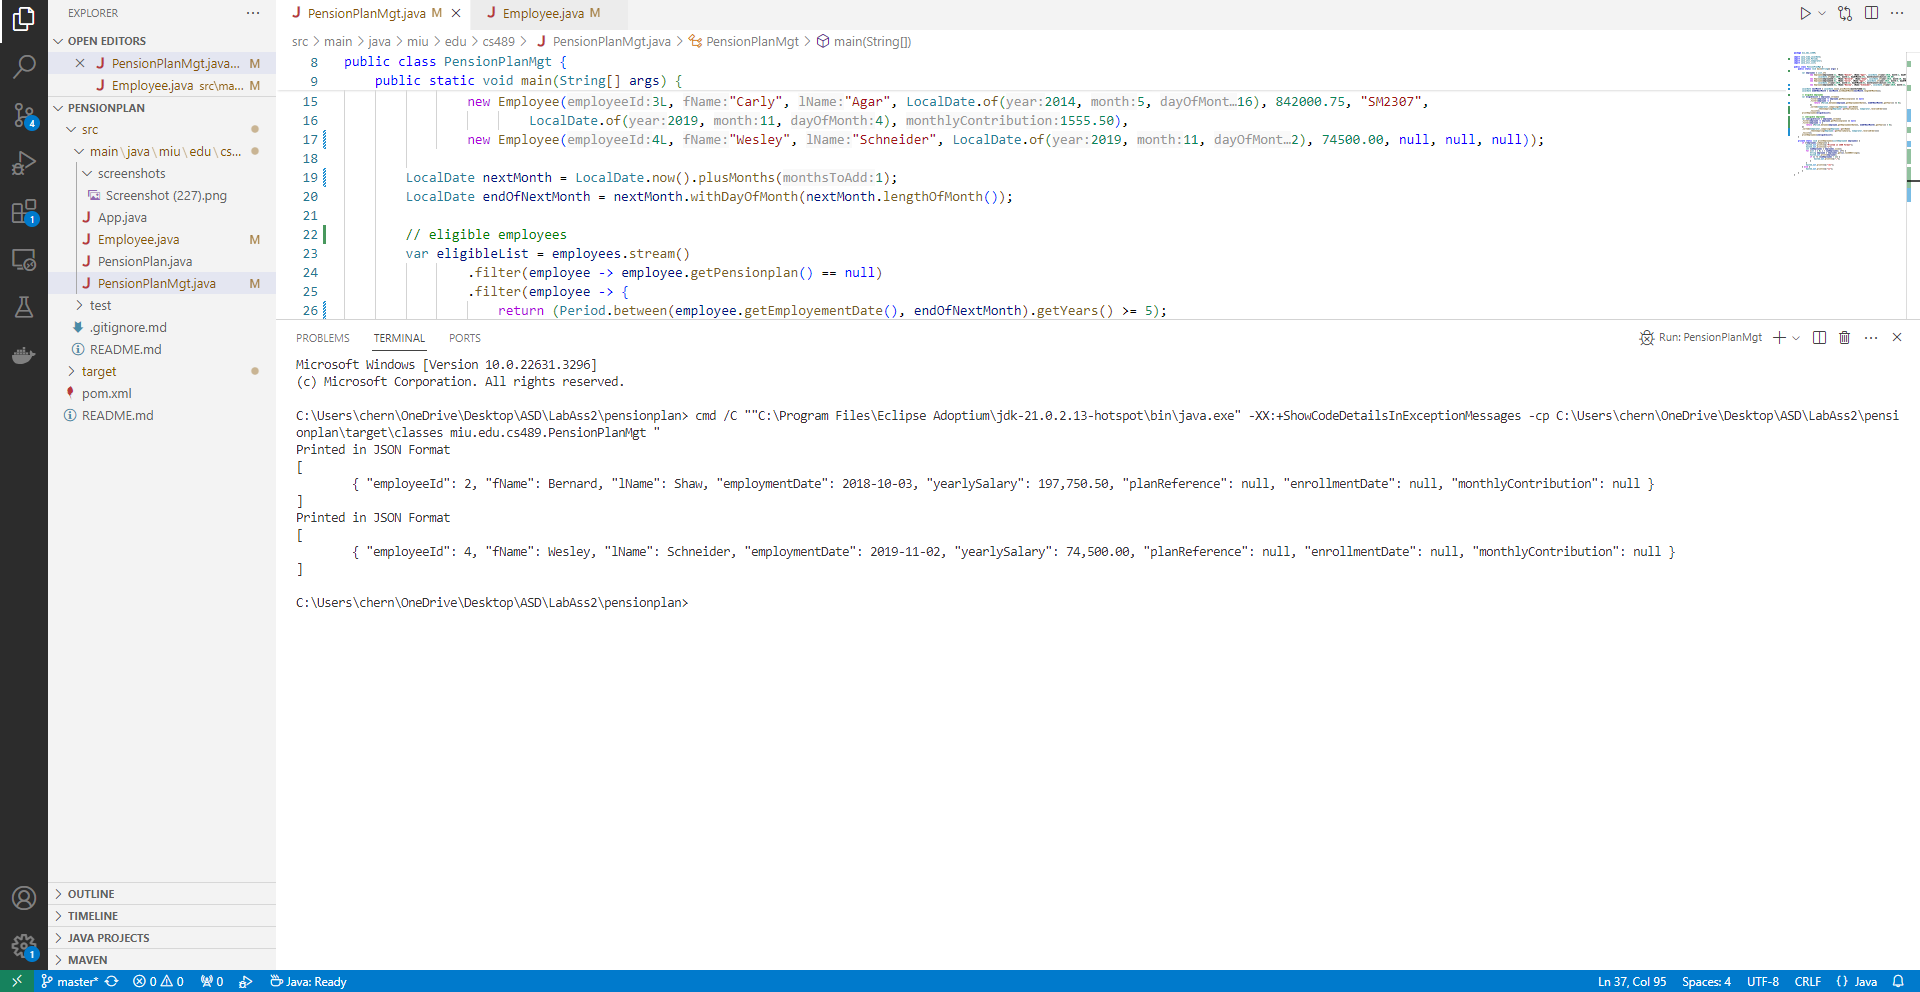 EXPLORER
OPEN EDITORS
PensionPlanMgt.java... M
Employee.java src\ma... M
PENSIONPLAN
src
main\java\miu\edu\cs...
screenshots
Screenshot (227).png
App.java
Employee.java M
PensionPlan.java
PensionPlanMgt.java M
test
.gitignore.md
README.md
target
pom.xml
README.md
OUTLINE
TIMELINE
JAVA PROJECTS
MAVEN
4
1
1
PensionPlanMgt.java M
Employee.java M
src > main > java > miu > edu > cs489 > PensionPlanMgt.java > PensionPlanMgt > main(String[])
8 public class PensionPlanMgt {
9 public static void main(String[] args) {
15 new Employee(employeeId:3L, fName:"Carly", lName:"Agar", LocalDate.of(year:2014, month:5, dayOfMont…16), 842000.75, "SM2307",
16 LocalDate.of(year:2019, month:11, dayOfMonth:4), monthlyContribution:1555.50),
17 new Employee(employeeId:4L, fName:"Wesley", lName:"Schneider", LocalDate.of(year:2019, month:11, dayOfMont…2), 74500.00, null, null, null));
18
19 LocalDate nextMonth = LocalDate.now().plusMonths(monthsToAdd:1);
20 LocalDate endOfNextMonth = nextMonth.withDayOfMonth(nextMonth.lengthOfMonth());
21
22 // eligible employees
23 var eligibleList = employees.stream()
24 .filter(employee -> employee.getPensionplan() == null)
25 .filter(employee -> {
26 return (Period.between(employee.getEmployementDate(), endOfNextMonth).getYears() >= 5);
PROBLEMS TERMINAL PORTS
Run: PensionPlanMgt
Microsoft Windows [Version 10.0.22631.3296]
(c) Microsoft Corporation. All rights reserved.
C:\Users\chern\OneDrive\Desktop\ASD\LabAss2\pensionplan> cmd /C ""C:\Program Files\Eclipse Adoptium\jdk-21.0.2.13-hotspot\bin\java.exe" -XX:+ShowCodeDetailsInExceptionMessages -cp C:\Users\chern\OneDrive\Desktop\ASD\LabAss2\pensi
onplan\target\classes miu.edu.cs489.PensionPlanMgt "
Printed in JSON Format
[
{ "employeeId": 2, "fName": Bernard, "lName": Shaw, "employmentDate": 2018-10-03, "yearlySalary": 197,750.50, "planReference": null, "enrollmentDate": null, "monthlyContribution": null }
]
Printed in JSON Format
[
{ "employeeId": 4, "fName": Wesley, "lName": Schneider, "employmentDate": 2019-11-02, "yearlySalary": 74,500.00, "planReference": null, "enrollmentDate": null, "monthlyContribution": null }
]
C:\Users\chern\OneDrive\Desktop\ASD\LabAss2\pensionplan>
master* 0 0 0 Java: Ready
Ln 37, Col 95 Spaces: 4 UTF-8 CRLF {} Java